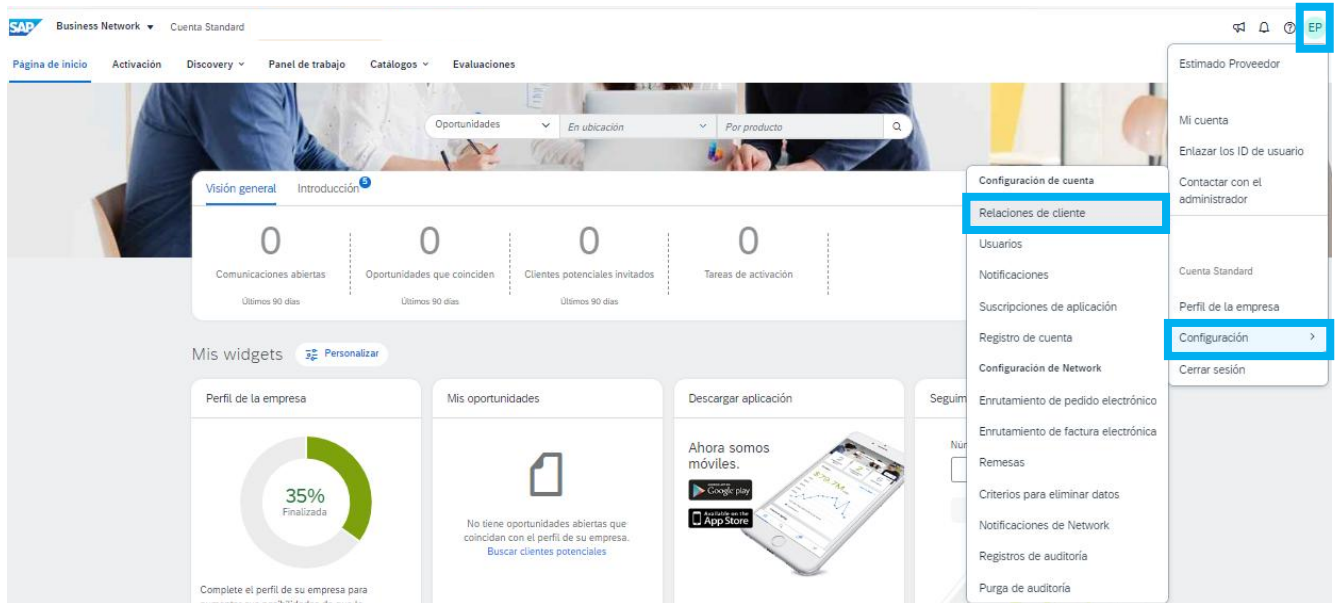 SAP Business Network Cuenta Standard
EP
Página de inicio Activación Discovery Panel de trabajo Catálogos Evaluaciones
Oportunidades En ubicación Por producto
Visión general Introducción 5
0 0 0 0
Comunicaciones abiertas Oportunidades que coinciden Clientes potenciales invitados Tareas de activación
Últimos 90 días Últimos 90 días Últimos 90 días
Mis widgets Personalizar
Perfil de la empresa
35%
Finalizada
Complete el perfil de su empresa para
Mis oportunidades
No tiene oportunidades abiertas que
coincidan con el perfil de su empresa.
Buscar clientes potenciales
Descargar aplicación
Ahora somos
móviles.
Google play
Available on the
App Store
Seguim
Núr
Configuración de cuenta
Relaciones de cliente
Usuarios
Notificaciones
Suscripciones de aplicación
Registro de cuenta
Configuración de Network
Enrutamiento de pedido electrónico
Enrutamiento de factura electrónica
Remesas
Criterios para eliminar datos
Notificaciones de Network
Registros de auditoría
Purga de auditoría
Estimado Proveedor
Mi cuenta
Enlazar los ID de usuario
Contactar con el
administrador
Cuenta Standard
Perfil de la empresa
Configuración
Cerrar sesión